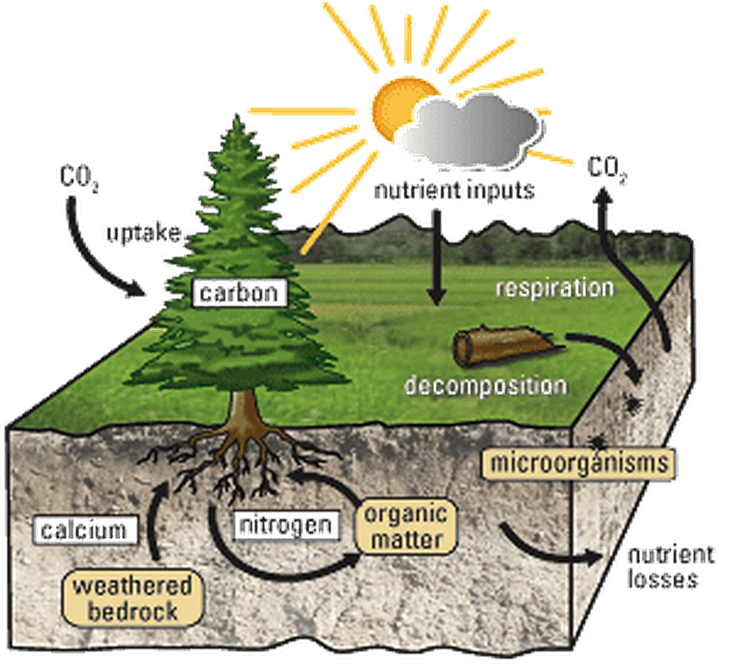 CO₂
uptake
carbon
nutrient inputs
CO₂
respiration
decomposition
microorganisms
calcium
nitrogen
organic
matter
weathered
bedrock
nutrient
losses